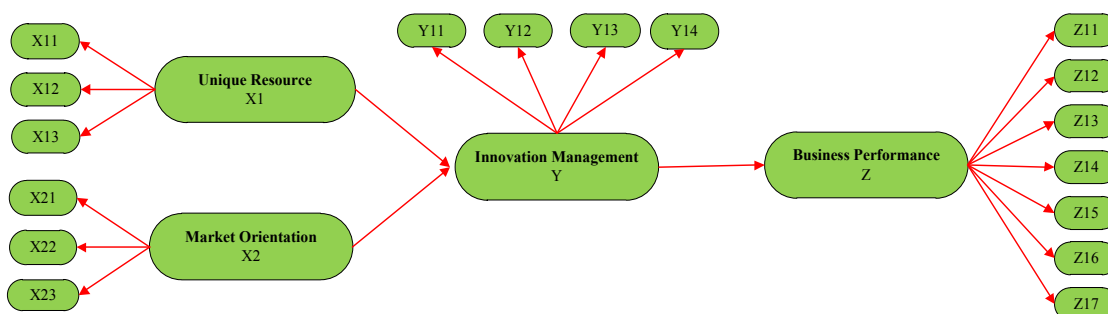 X11
X12
X13
Unique Resource
X1
X21
X22
X23
Market Orientation
X2
Y11
Y12
Y13
Y14
Innovation Management
Y
Business Performance
Z
Z11
Z12
Z13
Z14
Z15
Z16
Z17